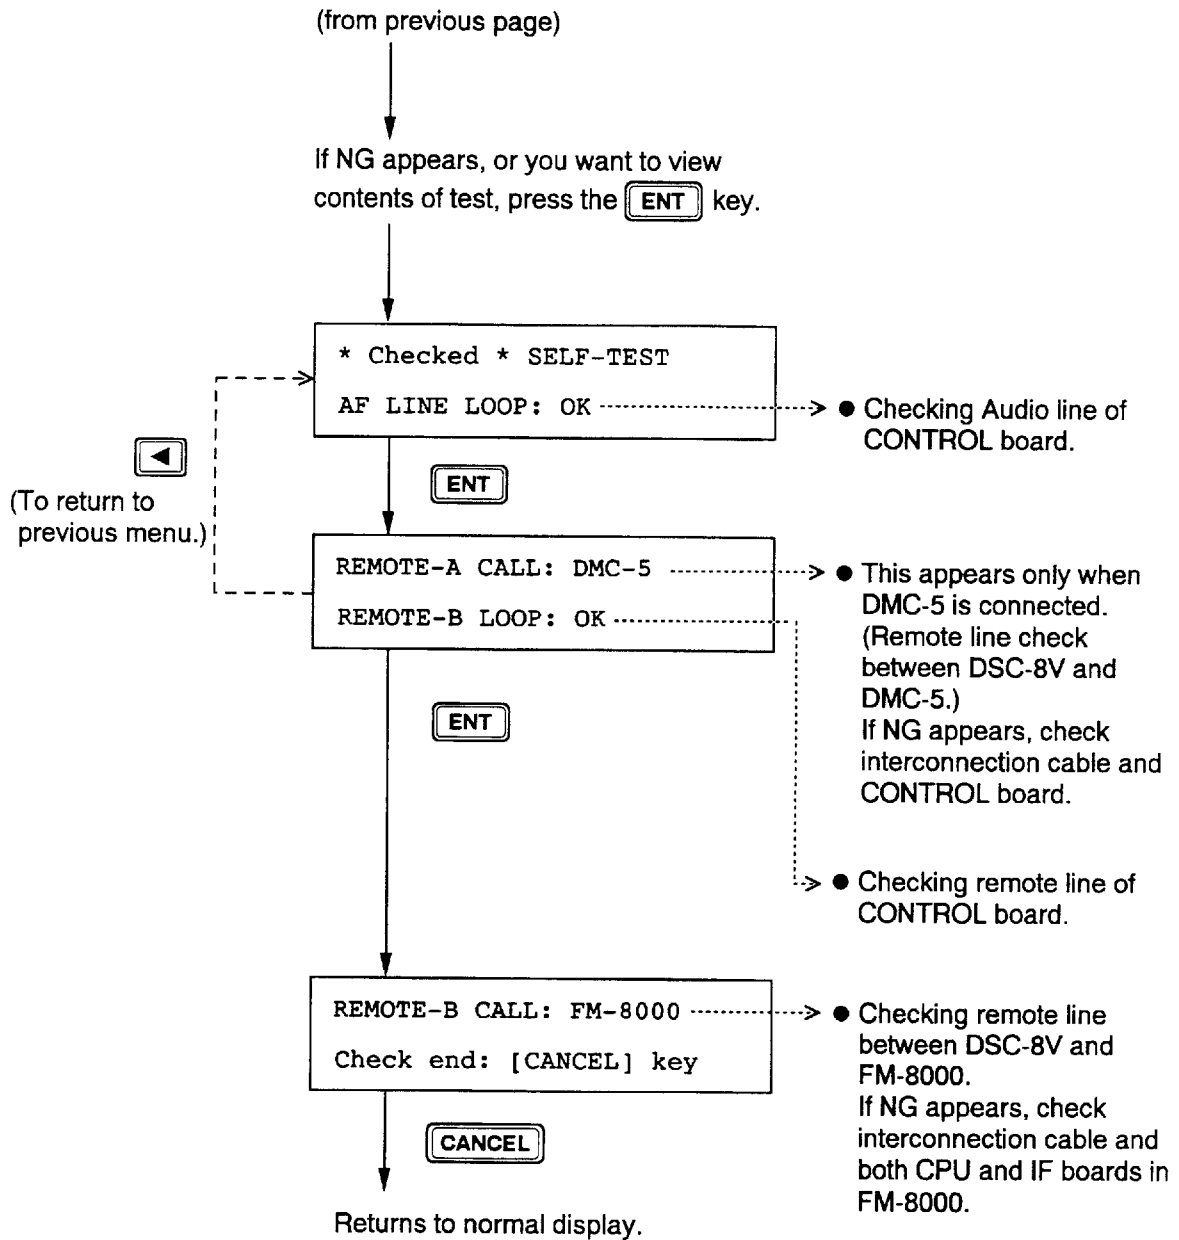 (from previous page)
If NG appears, or you want to view
contents of test, press the ENT key.
* Checked * SELF-TEST
AF LINE LOOP: OK
● Checking Audio line of
CONTROL board.
◄
(To return to
previous menu.)
ENT
REMOTE-A CALL: DMC-5
REMOTE-B LOOP: OK
● This appears only when
DMC-5 is connected.
(Remote line check
between DSC-8V and
DMC-5.)
If NG appears, check
interconnection cable and
CONTROL board.
ENT
● Checking remote line of
CONTROL board.
REMOTE-B CALL: FM-8000
Check end: [CANCEL] key
● Checking remote line
between DSC-8V and
FM-8000.
If NG appears, check
interconnection cable and
both CPU and IF boards in
FM-8000.
CANCEL
Returns to normal display.